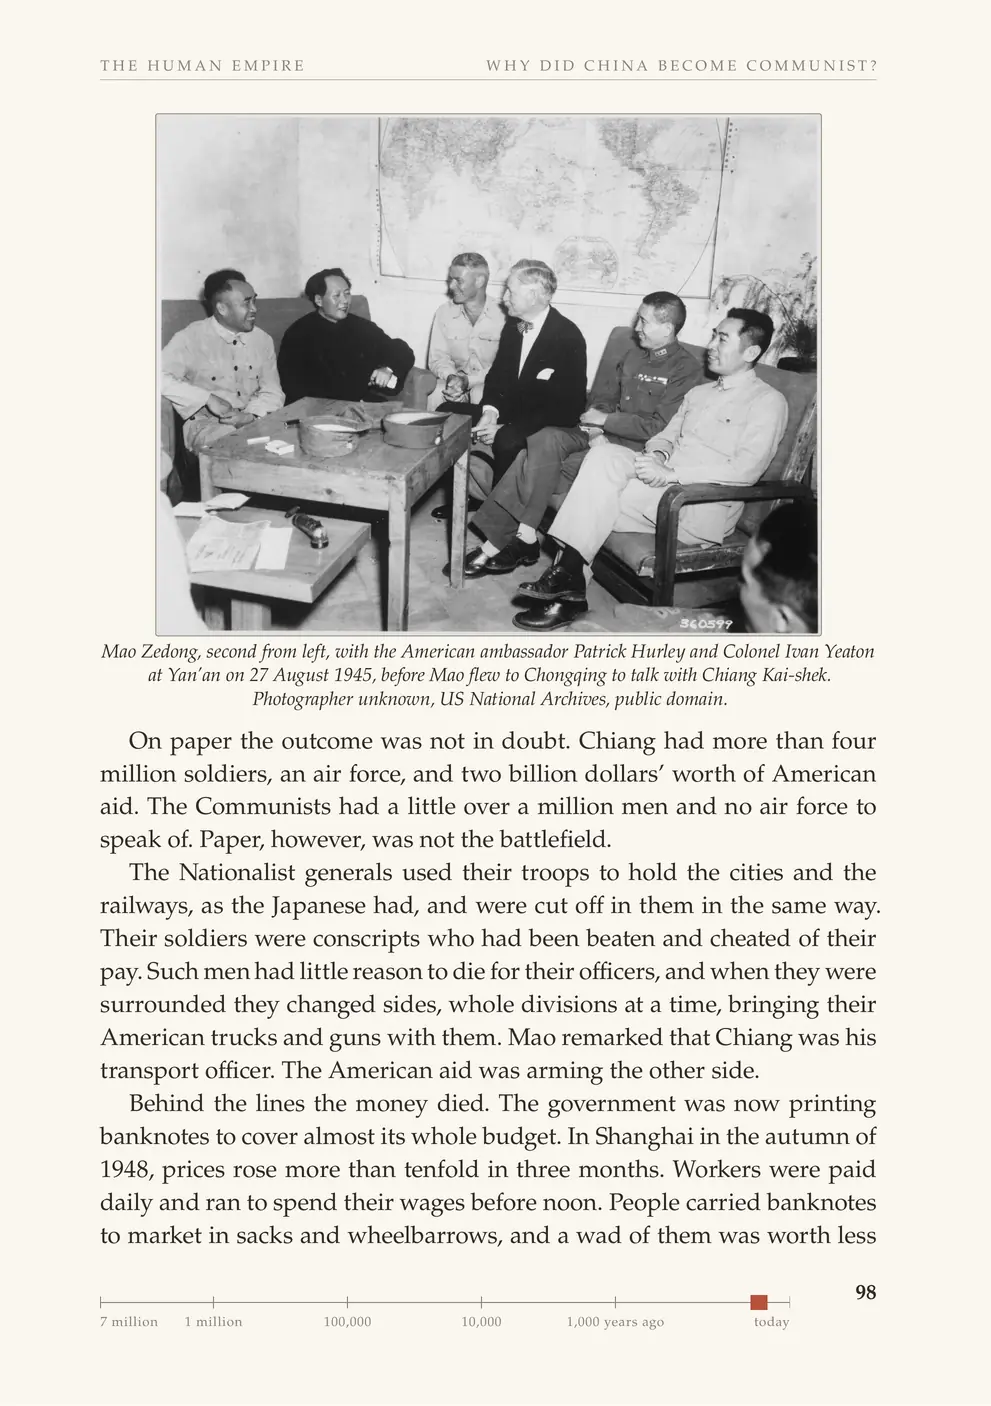 THE HUMAN EMPIRE
WHY DID CHINA BECOME COMMUNIST?
360599
Mao Zedong, second from left, with the American ambassador Patrick Hurley and Colonel Ivan Yeaton
at Yan’an on 27 August 1945, before Mao flew to Chongqing to talk with Chiang Kai-shek.
Photographer unknown, US National Archives, public domain.
On paper the outcome was not in doubt. Chiang had more than four
million soldiers, an air force, and two billion dollars’ worth of American
aid. The Communists had a little over a million men and no air force to
speak of. Paper, however, was not the battlefield.
The Nationalist generals used their troops to hold the cities and the
railways, as the Japanese had, and were cut off in them in the same way.
Their soldiers were conscripts who had been beaten and cheated of their
pay. Such men had little reason to die for their officers, and when they were
surrounded they changed sides, whole divisions at a time, bringing their
American trucks and guns with them. Mao remarked that Chiang was his
transport officer. The American aid was arming the other side.
Behind the lines the money died. The government was now printing
banknotes to cover almost its whole budget. In Shanghai in the autumn of
1948, prices rose more than tenfold in three months. Workers were paid
daily and ran to spend their wages before noon. People carried banknotes
to market in sacks and wheelbarrows, and a wad of them was worth less
98
7 million
1 million
100,000
10,000
1,000 years ago
today